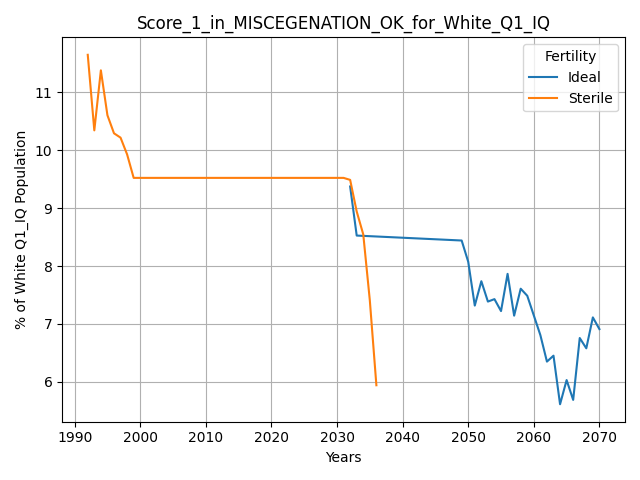 Score_1_in_MISCEGENATION_OK_for_White_Q1_IQ
Fertility
Ideal
Sterile
% of White Q1_IQ Population
11
10
9
8
7
6
1990 2000 2010 2020 2030 2040 2050 2060 2070
Years